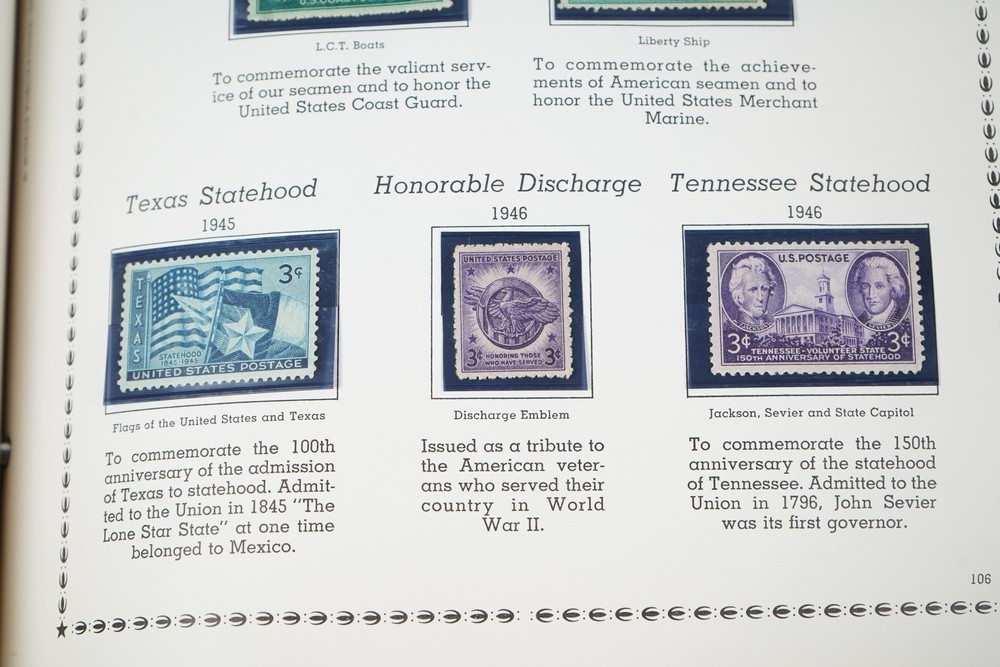 U.S. COAST
L.C.T. Boats
To commemorate the valiant serv-
ice of our seamen and to honor the
United States Coast Guard.
Liberty Ship
To commemorate the achieve-
ments of American seamen and to
honor the United States Merchant
Marine.
Texas Statehood
1945
TEXAS
3¢
STATEHOOD
1845-1945
UNITED STATES POSTAGE
Flags of the United States and Texas
To commemorate the 100th
anniversary of the admission
of Texas to statehood. Admit-
ted to the Union in 1845 "The
Lone Star State" at one time
belonged to Mexico.
Honorable Discharge
1946
UNITED STATES POSTAGE
3¢ HONORING THOSE 3¢
WHO HAVE SERVED
Discharge Emblem
Issued as a tribute to
the American veter-
ans who served their
country in World
War II.
Tennessee Statehood
1946
U.S. POSTAGE
JACKSON
SEVIER
3¢ 3¢
TENNESSEE-VOLUNTEER STATE
150TH ANNIVERSARY OF STATEHOOD
Jackson, Sevier and State Capitol
To commemorate the 150th
anniversary of the statehood
of Tennessee. Admitted to the
Union in 1796, John Sevier
was its first governor.
106